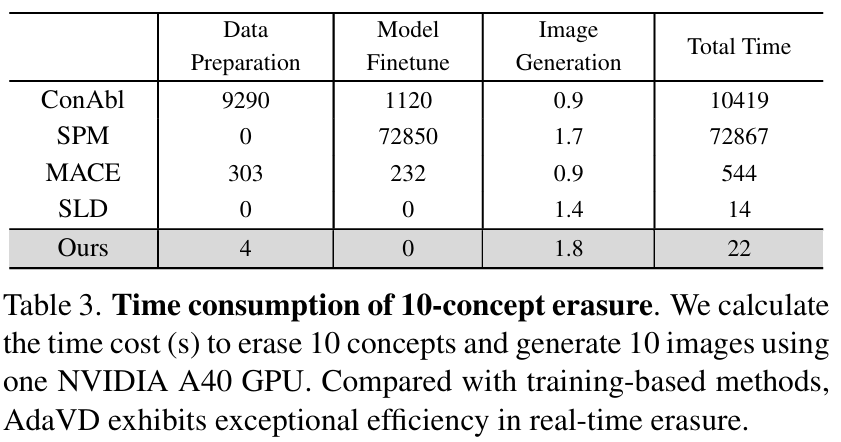 Data Preparation Model Finetune Image Generation Total Time
ConAbl 9290 1120 0.9 10419
SPM 0 72850 1.7 72867
MACE 303 232 0.9 544
SLD 0 0 1.4 14
Ours 4 0 1.8 22
Table 3. Time consumption of 10-concept erasure. We calculate
the time cost (s) to erase 10 concepts and generate 10 images using
one NVIDIA A40 GPU. Compared with training-based methods,
AdaVD exhibits exceptional efficiency in real-time erasure.